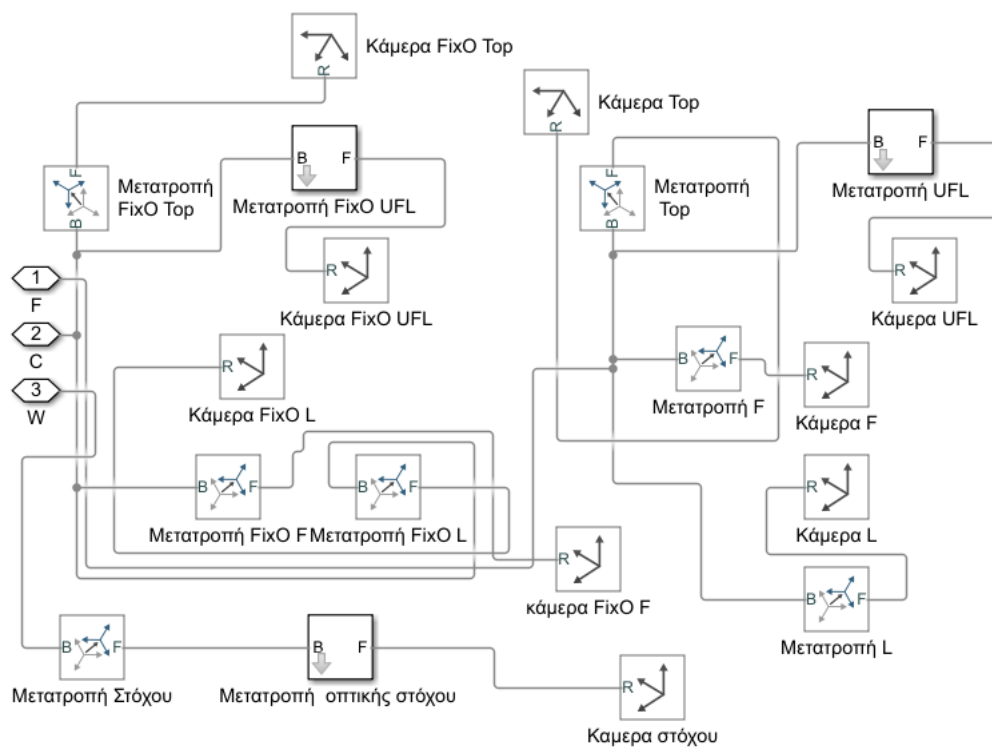 Κάμερα FixO Top
R
Κάμερα Top
R
F
Μετατροπή
FixO Top
B
B F
Μετατροπή FixO UFL
F
Μετατροπή
Top
B
B F
Μετατροπή UFL
R
Κάμερα FixO UFL
R
Κάμερα UFL
1
F
2
C
3
W
R
Κάμερα FixO L
B F
Μετατροπή F
R
Κάμερα F
B F
Μετατροπή FixO F
B F
Μετατροπή FixO L
R
Κάμερα L
R
κάμερα FixO F
B F
Μετατροπή L
B F
Μετατροπή Στόχου
B F
Μετατροπή οπτικής στόχου
R
Καμερα στόχου